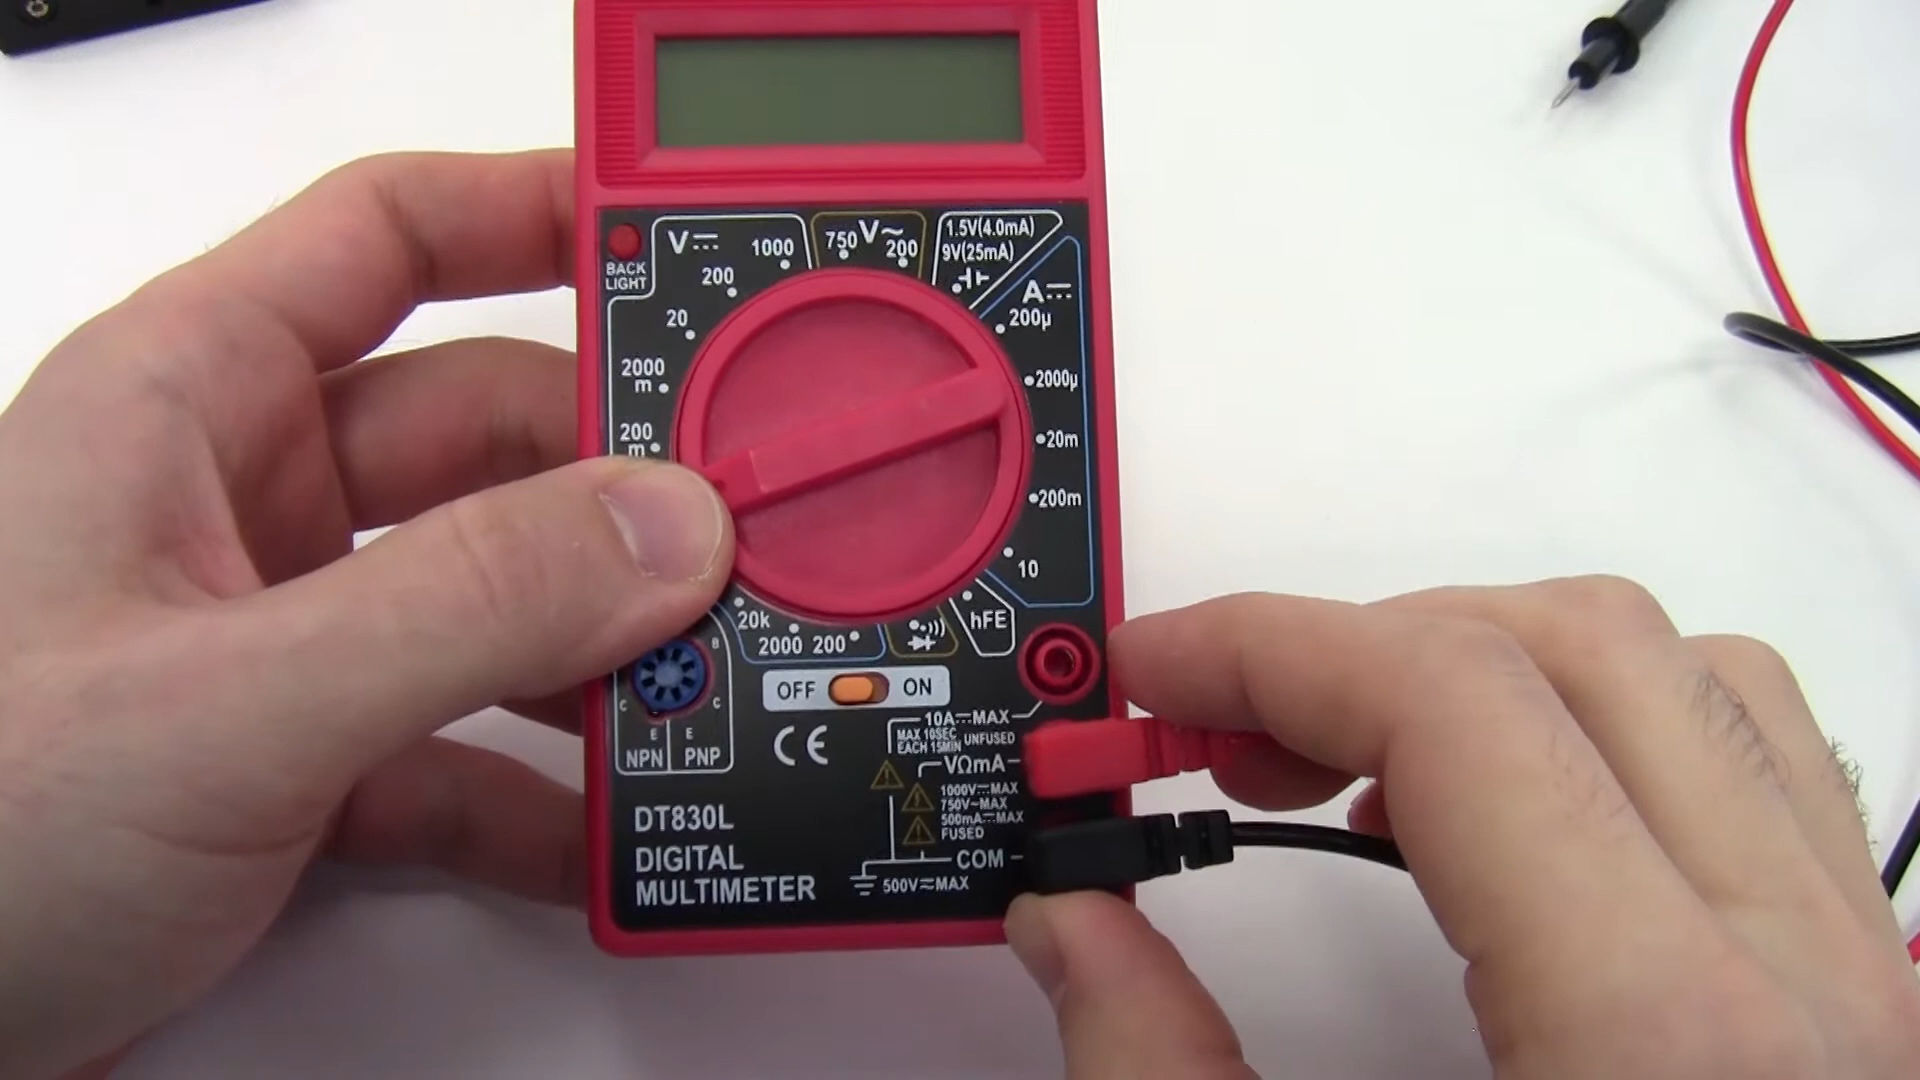 BACK
LIGHT
V⎓
1000
200
20
2000
m
200
m
750
V~
200
1.5V(4.0mA)
9V(25mA)
A⎓
200µ
2000µ
20m
200m
10
hFE
20k
2000
200
OFF
ON
B
C
C
E
E
NPN
PNP
CE
10A⎓MAX
MAX 10SEC
EACH 15MIN
UNFUSED
VΩmA
1000V⎓MAX
750V~MAX
500mA⎓MAX
FUSED
COM
500V⎓MAX
DT830L
DIGITAL
MULTIMETER